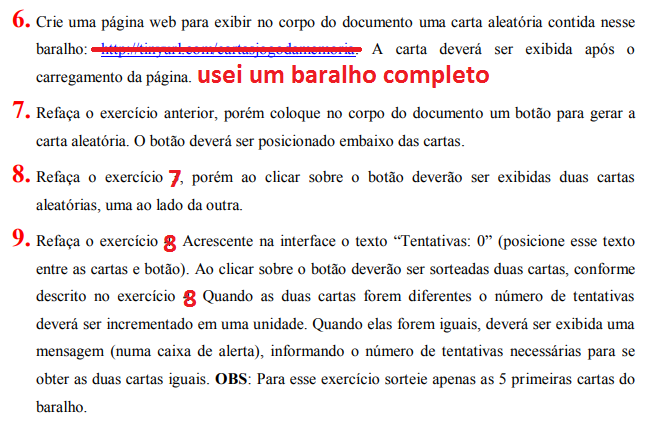 6. Crie uma página web para exibir no corpo do documento uma carta aleatória contida nesse
baralho: http://tinyurl.com/cartasjogodamemoria. A carta deverá ser exibida após o
carregamento da página. usei um baralho completo
7. Refaça o exercício anterior, porém coloque no corpo do documento um botão para gerar a
carta aleatória. O botão deverá ser posicionado embaixo das cartas.
8. Refaça o exercício 7, porém ao clicar sobre o botão deverão ser exibidas duas cartas
aleatórias, uma ao lado da outra.
9. Refaça o exercício 8 Acrescente na interface o texto “Tentativas: 0” (posicione esse texto
entre as cartas e botão). Ao clicar sobre o botão deverão ser sorteadas duas cartas, conforme
descrito no exercício 8 Quando as duas cartas forem diferentes o número de tentativas
deverá ser incrementado em uma unidade. Quando elas forem iguais, deverá ser exibida uma
mensagem (numa caixa de alerta), informando o número de tentativas necessárias para se
obter as duas cartas iguais. OBS: Para esse exercício sorteie apenas as 5 primeiras cartas do
baralho.